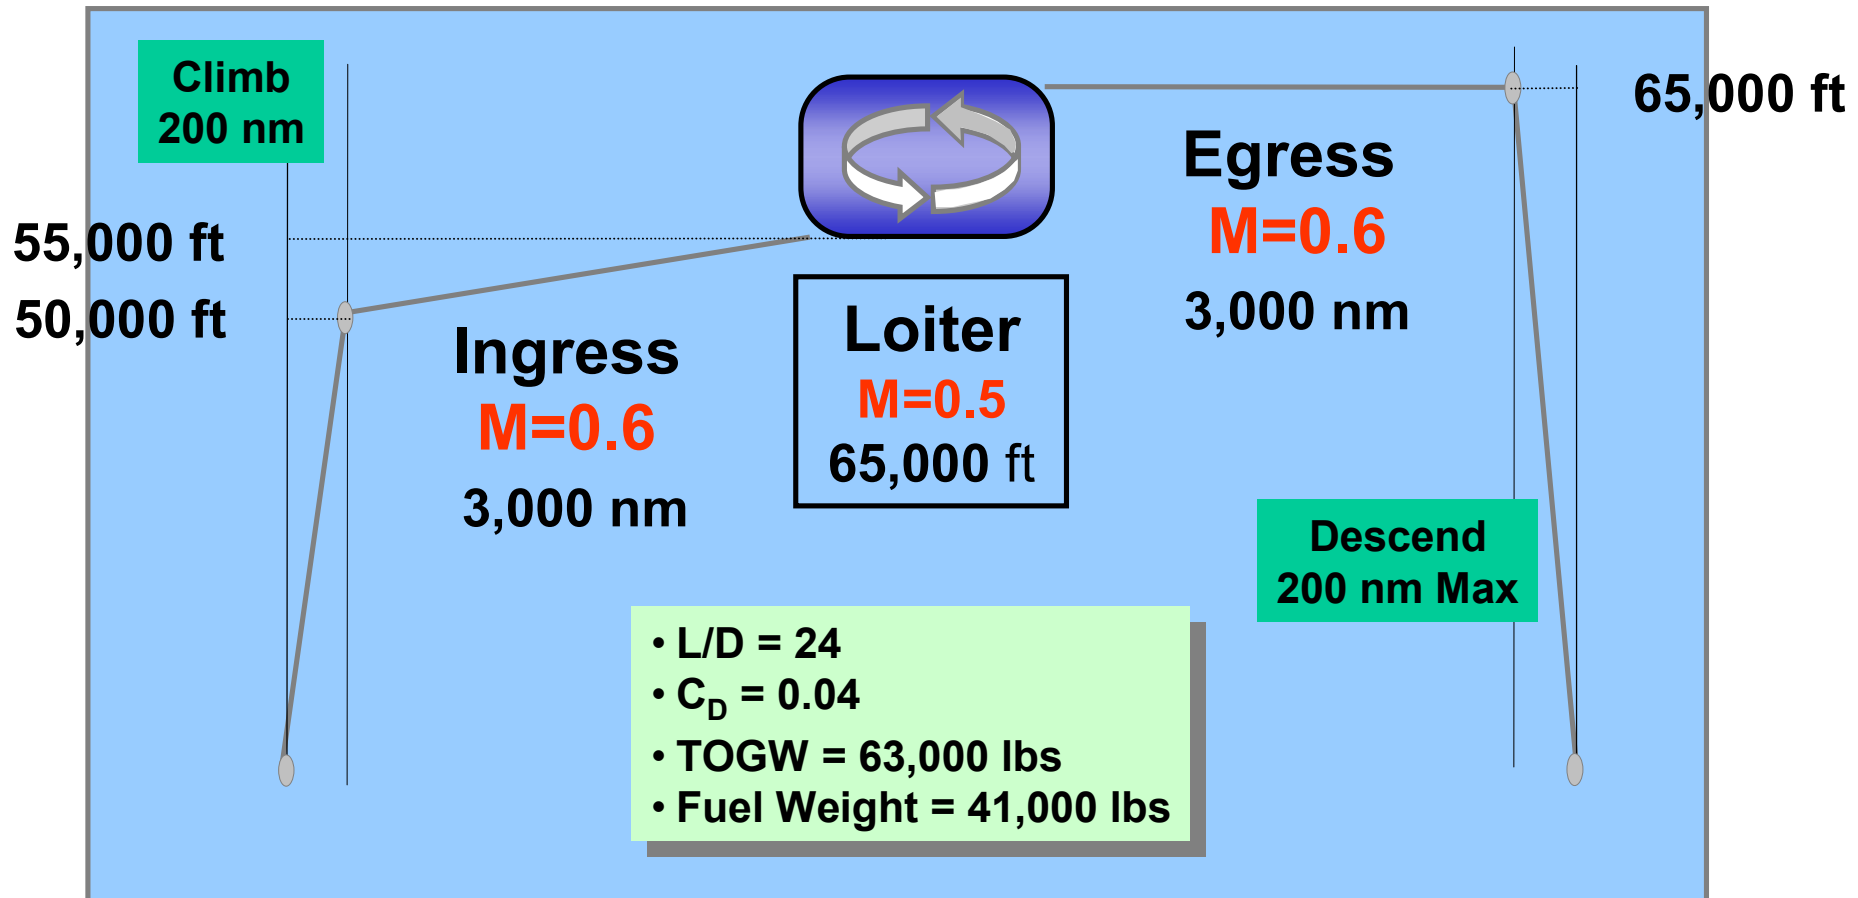 Climb
200 nm
65,000 ft
55,000 ft
50,000 ft
Ingress
M=0.6
3,000 nm
Loiter
M=0.5
65,000 ft
Egress
M=0.6
3,000 nm
Descend
200 nm Max
• L/D = 24
• C_D = 0.04
• TOGW = 63,000 lbs
• Fuel Weight = 41,000 lbs